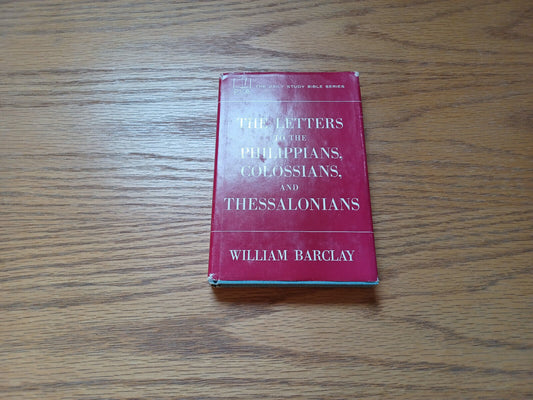 THE DAILY STUDY BIBLE SERIES
THE LETTERS
TO THE
PHILIPPIANS,
COLOSSIANS,
AND
THESSALONIANS
WILLIAM BARCLAY